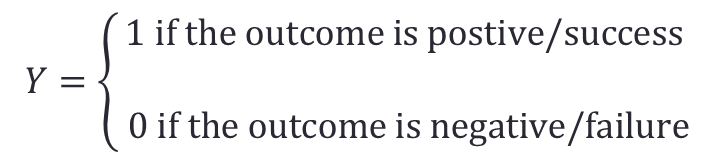 1 if the outcome is postive/success
Y =
0 if the outcome is negative/failure